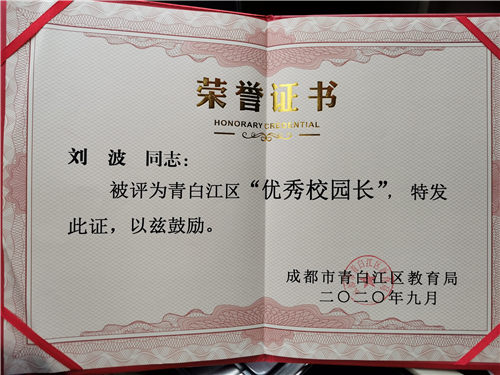 荣誉证书
HONORARY CREDENTIAL
刘 波 同志：
被评为青白江区“优秀校园长”，特发
此证，以兹鼓励。
成都市青白江区教育局
二〇二〇年九月